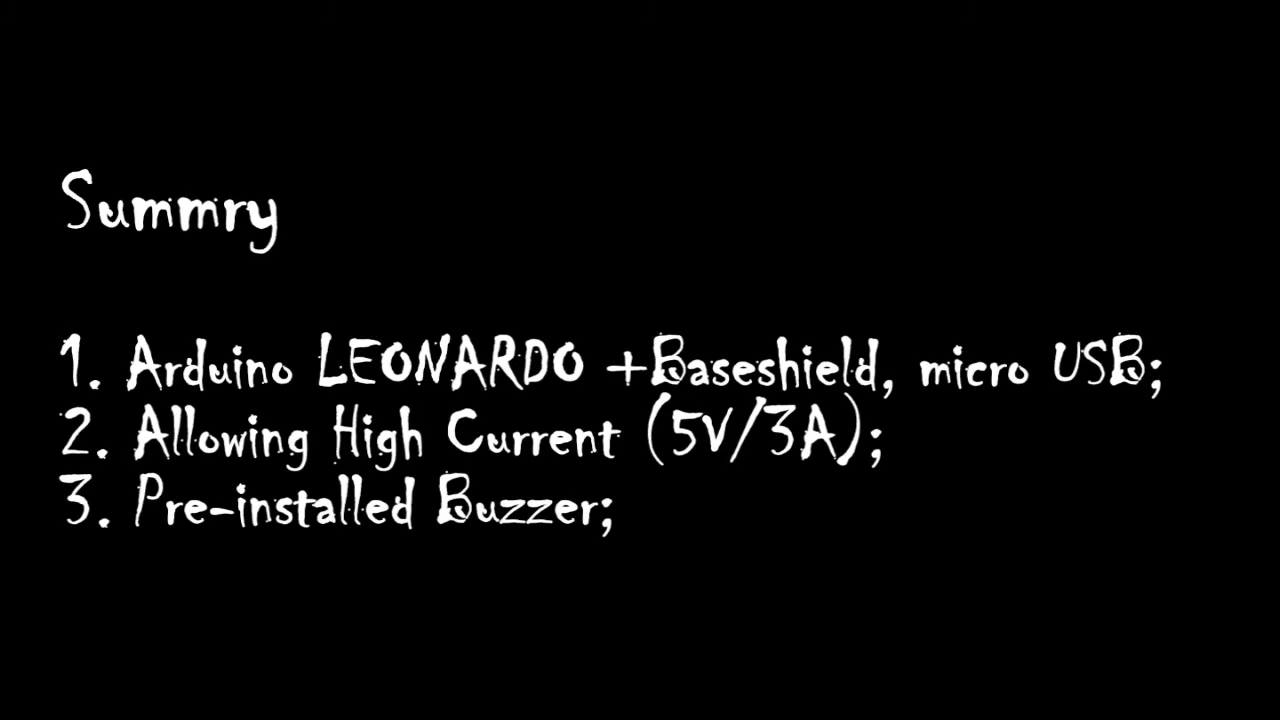 Summry
1. Arduino LEONARDO +Baseshield, micro USB;
2. Allowing High Current (5V/3A);
3. Pre-installed Buzzer;